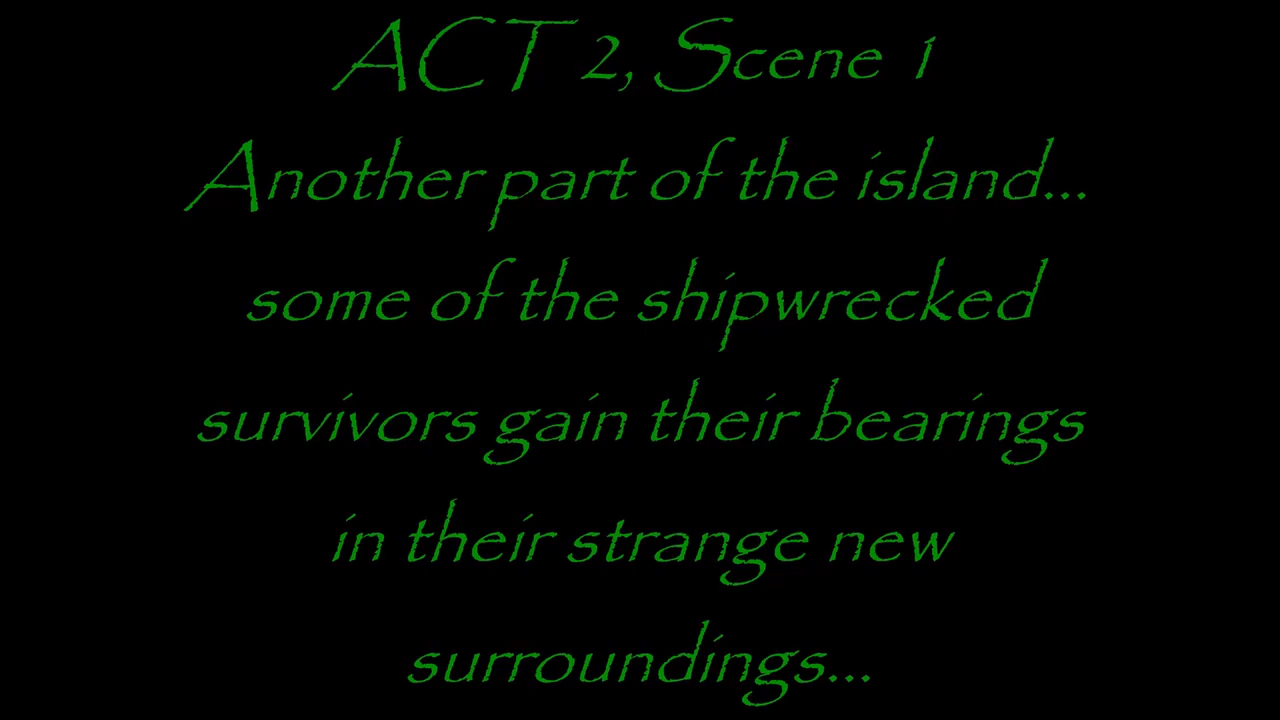 ACT 2, Scene 1
Another part of the island...
some of the shipwrecked
survivors gain their bearings
in their strange new
surroundings...